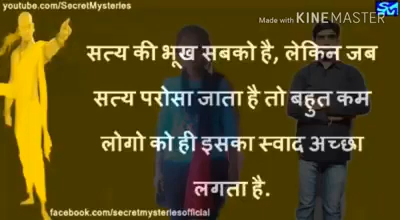 youtube.com/SecretMysteries
Made with KINEMASTER
SM
सत्य की भूख सबको है, लेकिन जब
सत्य परोसा जाता है तो बहुत कम
लोगो को ही इसका स्वाद अच्छा
लगता है.
facebook.com/secretmysteriesofficial